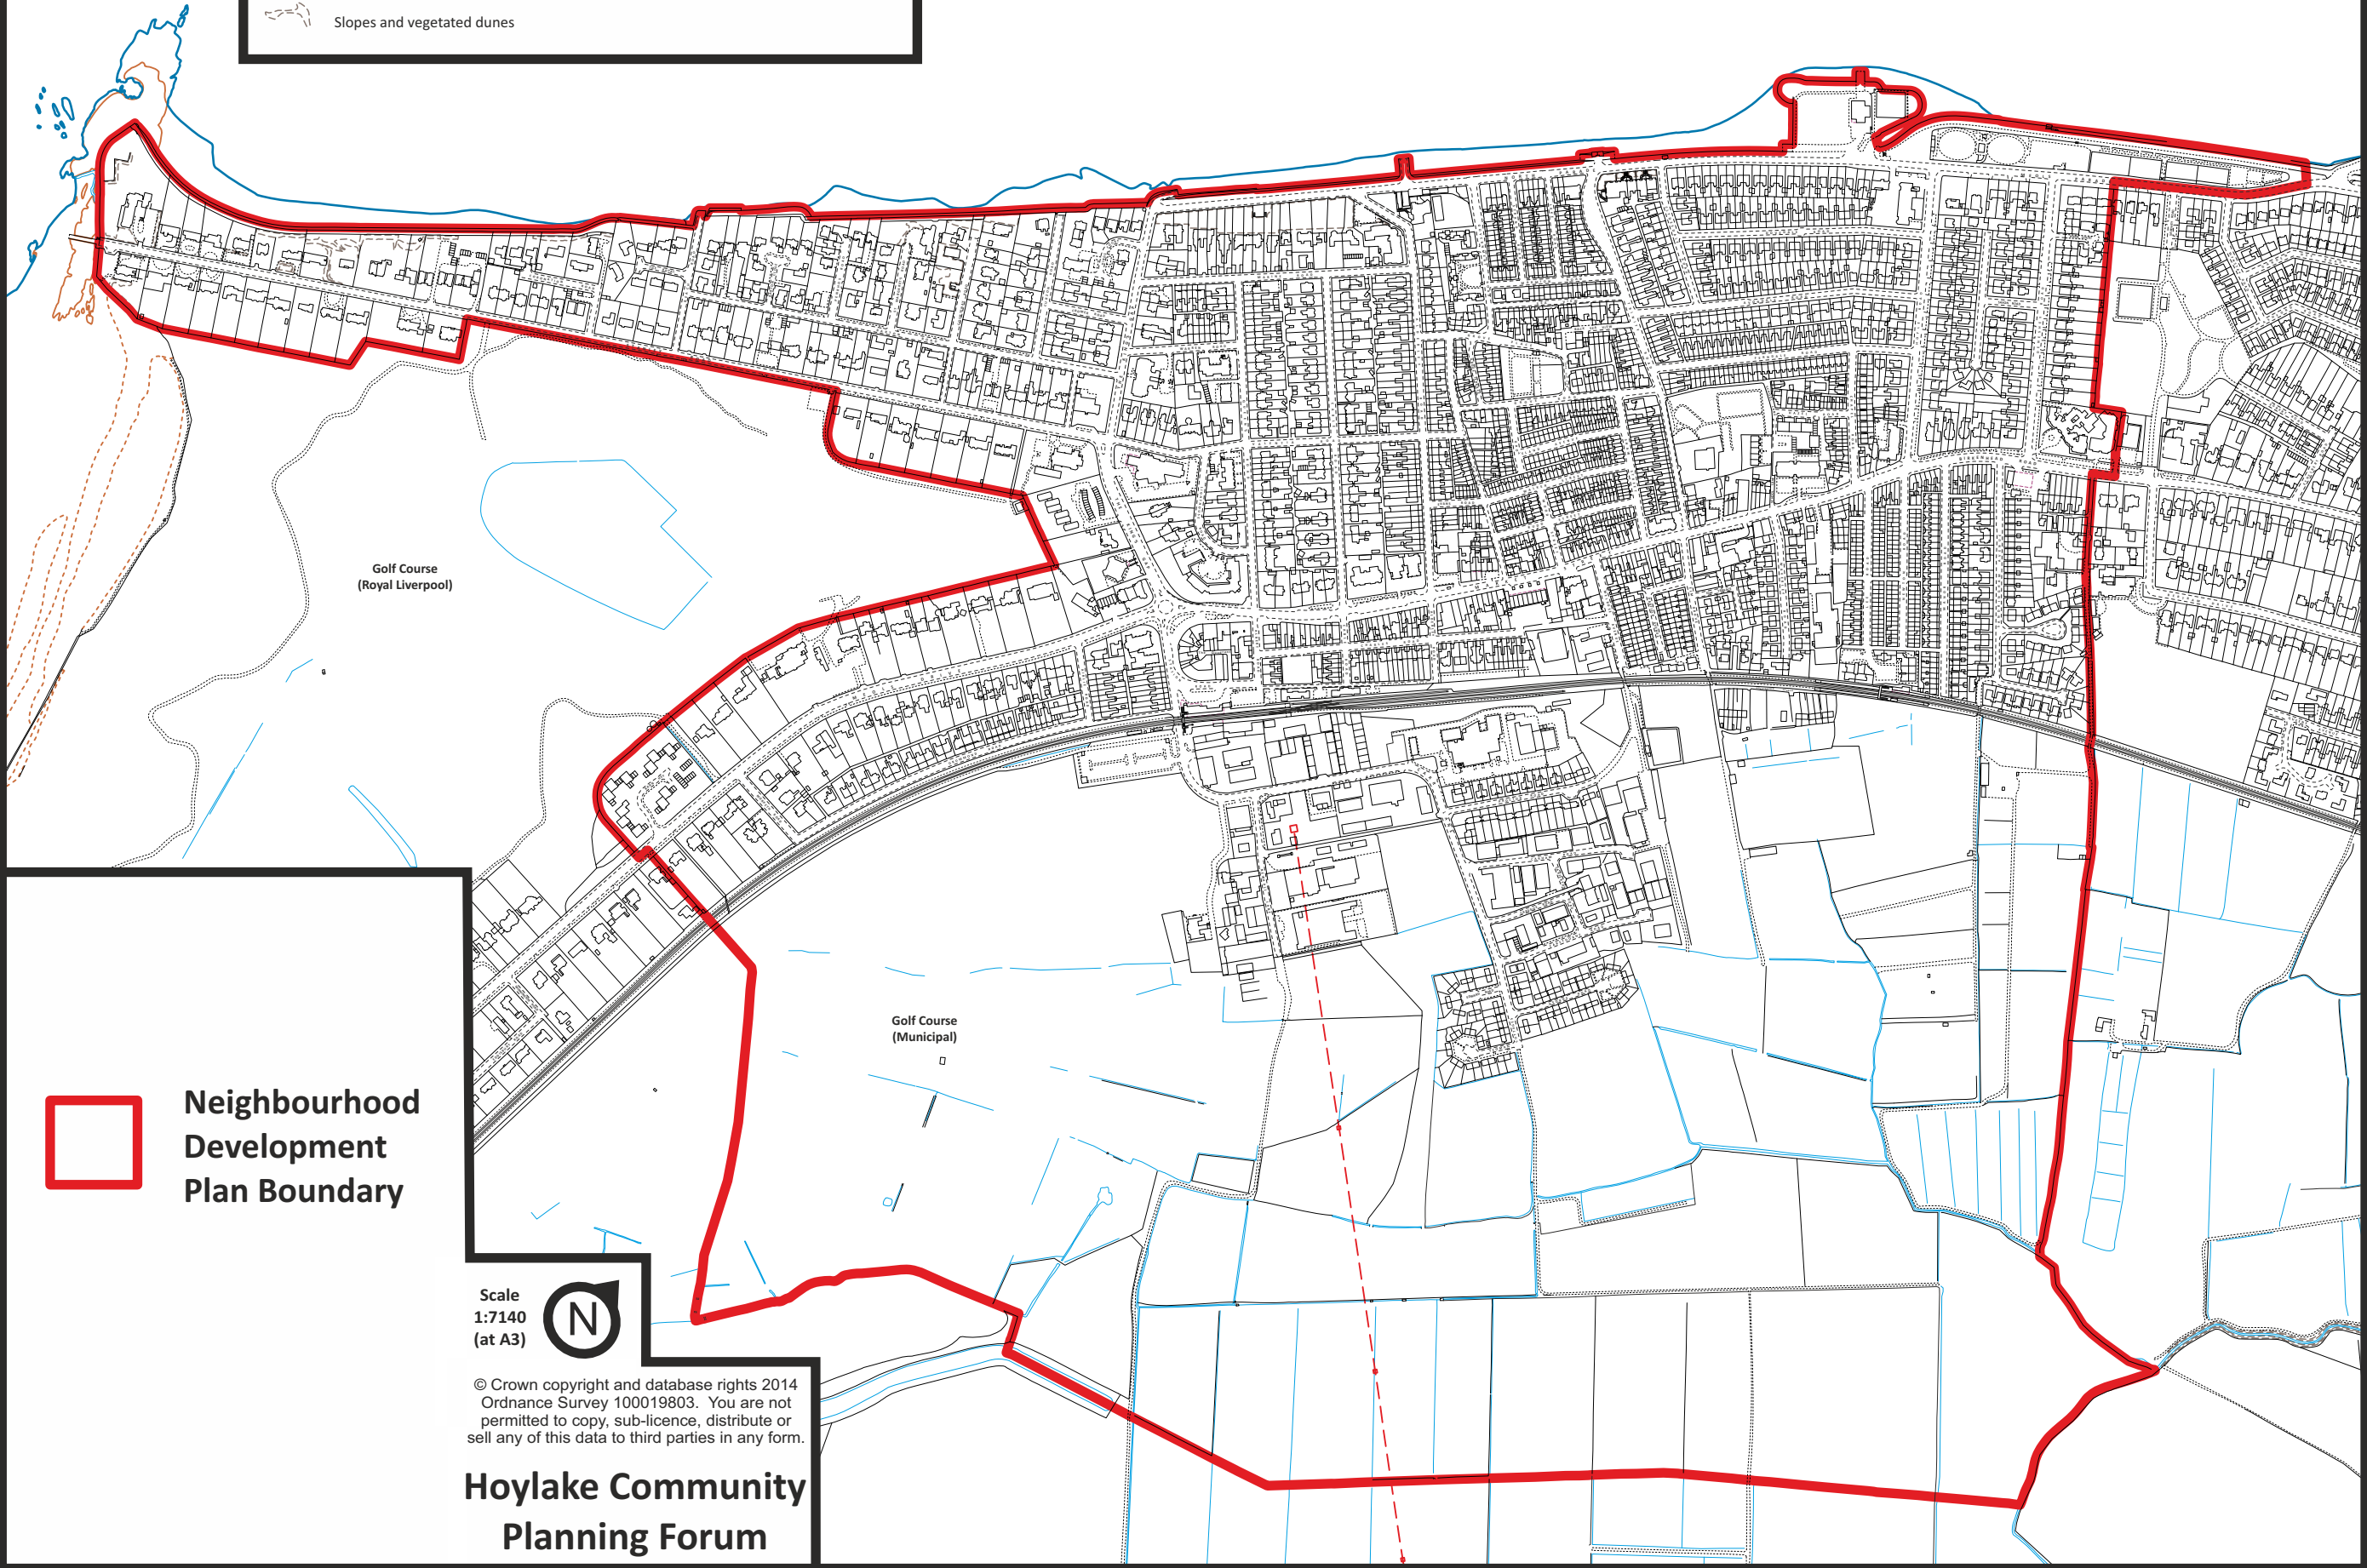 Slopes and vegetated dunes
Golf Course
(Royal Liverpool)
Golf Course
(Municipal)
Neighbourhood
Development
Plan Boundary
Scale
1:7140
(at A3)
N
© Crown copyright and database rights 2014
Ordnance Survey 100019803. You are not
permitted to copy, sub-licence, distribute or
sell any of this data to third parties in any form.
Hoylake Community
Planning Forum